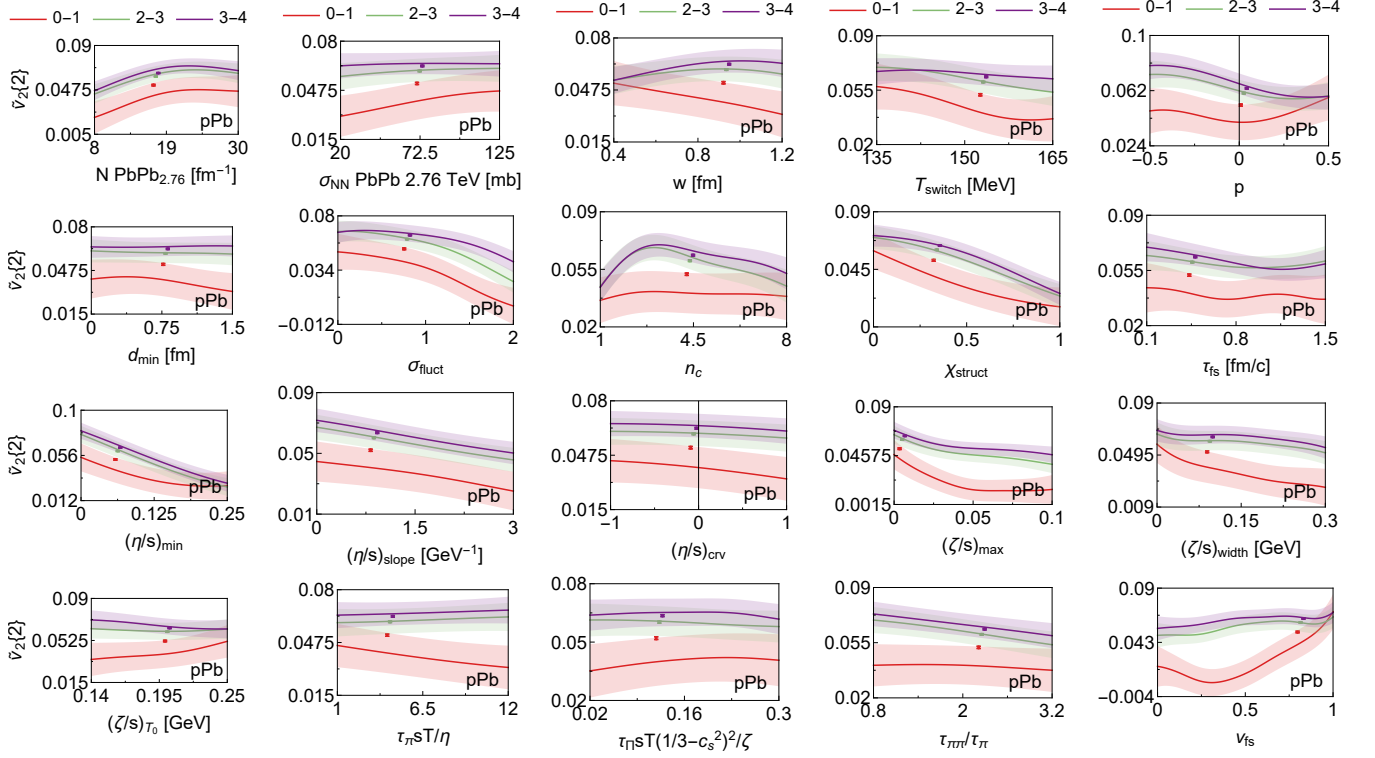 0–1 2–3 3–4 0–1 2–3 3–4 0–1 2–3 3–4 0–1 2–3 3–4 0–1 2–3 3–4
ṽ₂{2} 0.09 0.0475 0.005 8 19 30 pPb
N PbPb₂.₇₆ [fm⁻¹]
0.08 0.0475 0.015 20 72.5 125 pPb
σNN PbPb 2.76 TeV [mb]
0.08 0.0475 0.015 0.4 0.8 1.2 pPb
w [fm]
0.09 0.055 0.02 135 150 165 pPb
Tswitch [MeV]
0.1 0.062 0.024 −0.5 0 0.5 pPb
p
ṽ₂{2} 0.08 0.0475 0.015 0 0.75 1.5 pPb
dmin [fm]
0.08 0.034 −0.012 0 1 2 pPb
σfluct
0.09 0.055 0.02 1 4.5 8 pPb
nc
0.09 0.045 0 0 0.5 1 pPb
χstruct
0.09 0.055 0.02 0.1 0.8 1.5 pPb
τfs [fm/c]
ṽ₂{2} 0.1 0.056 0.012 0 0.125 0.25 pPb
(η/s)min
0.09 0.05 0.01 0 1.5 3 pPb
(η/s)slope [GeV⁻¹]
0.08 0.0475 0.015 −1 0 1 pPb
(η/s)crv
0.09 0.04575 0.0015 0 0.05 0.1 pPb
(ζ/s)max
0.09 0.0495 0.009 0 0.15 0.3 pPb
(ζ/s)width [GeV]
ṽ₂{2} 0.09 0.0525 0.015 0.14 0.195 0.25 pPb
(ζ/s)T₀ [GeV]
0.08 0.0475 0.015 1 6.5 12 pPb
τπsT/η
0.08 0.05 0.02 0.02 0.16 0.3 pPb
τΠsT(1/3−cs²)²/ζ
0.09 0.055 0.02 0.8 2 3.2 pPb
τππ/τπ
0.09 0.043 −0.004 0 0.5 1 pPb
vfs